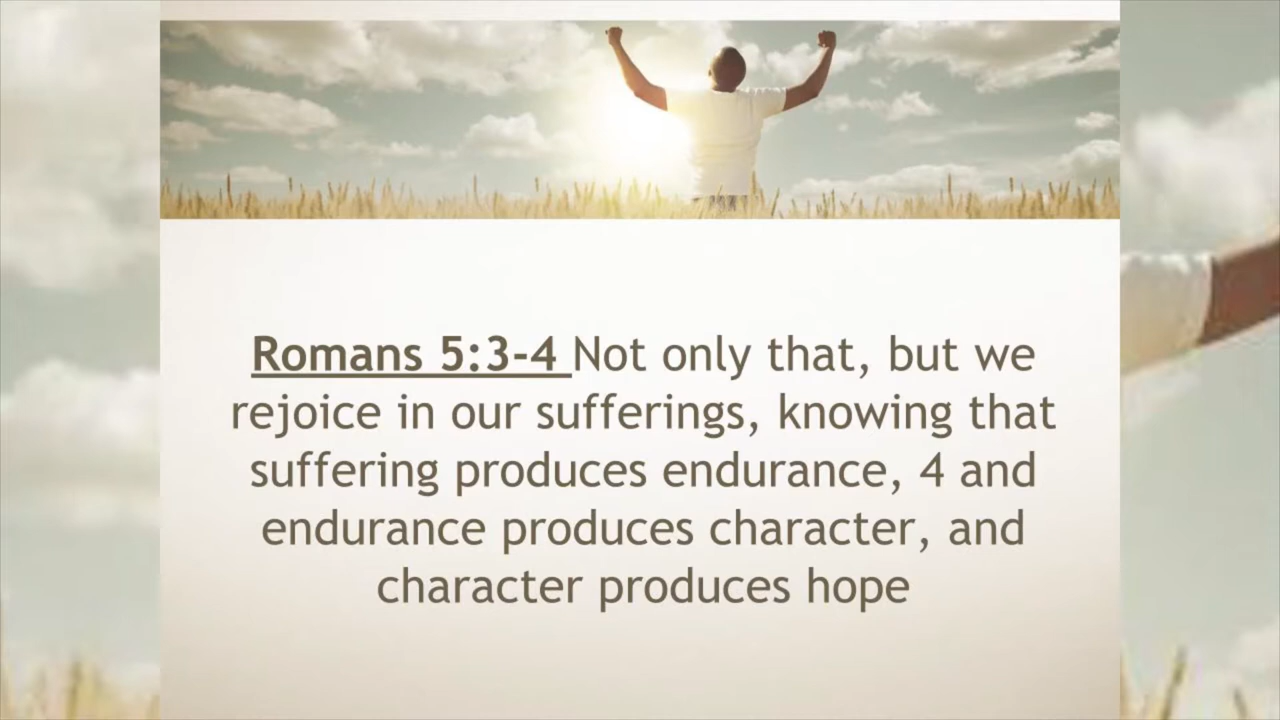 Romans 5:3-4 Not only that, but we
rejoice in our sufferings, knowing that
suffering produces endurance, 4 and
endurance produces character, and
character produces hope